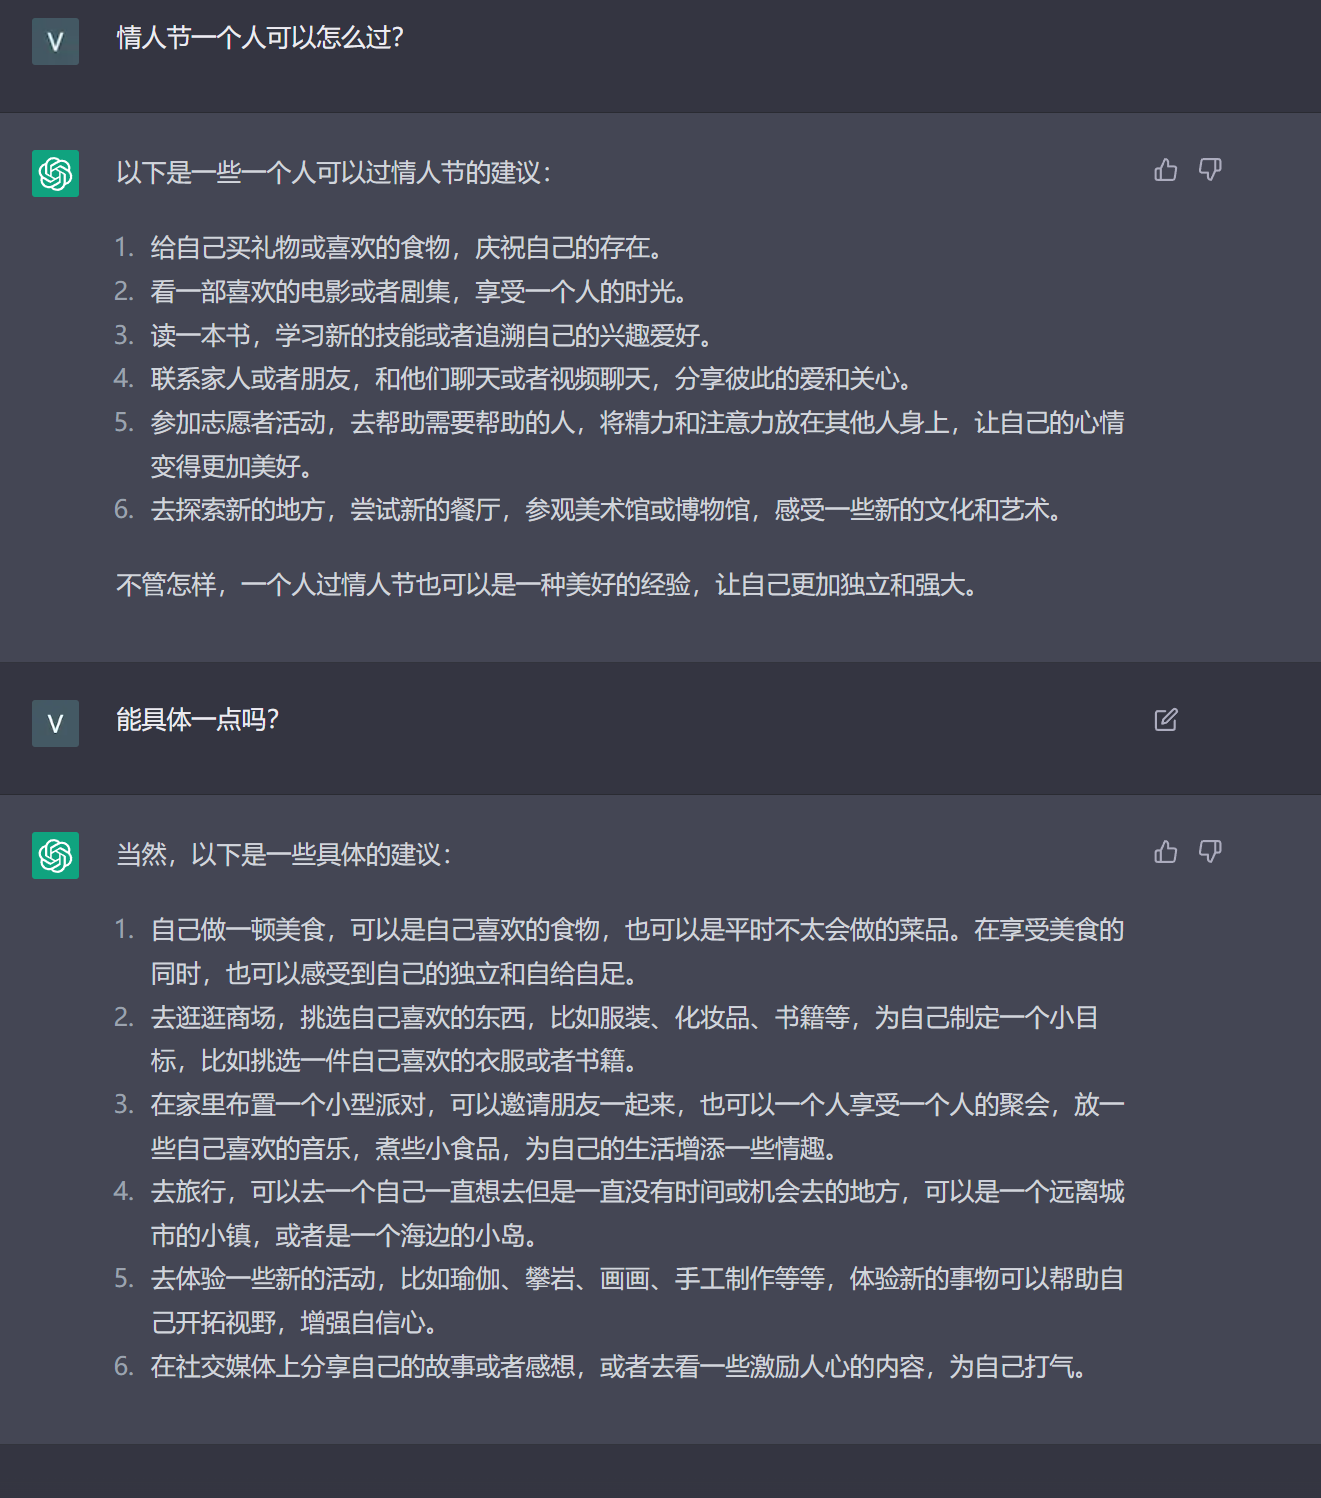 V
情人节一个人可以怎么过？
以下是一些一个人可以过情人节的建议：
1. 给自己买礼物或喜欢的食物，庆祝自己的存在。
2. 看一部喜欢的电影或者剧集，享受一个人的时光。
3. 读一本书，学习新的技能或者追溯自己的兴趣爱好。
4. 联系家人或者朋友，和他们聊天或者视频聊天，分享彼此的爱和关心。
5. 参加志愿者活动，去帮助需要帮助的人，将精力和注意力放在其他人身上，让自己的心情
变得更加美好。
6. 去探索新的地方，尝试新的餐厅，参观美术馆或博物馆，感受一些新的文化和艺术。
不管怎样，一个人过情人节也可以是一种美好的经验，让自己更加独立和强大。
V
能具体一点吗？
当然，以下是一些具体的建议：
1. 自己做一顿美食，可以是自己喜欢的食物，也可以是平时不太会做的菜品。在享受美食的
同时，也可以感受到自己的独立和自给自足。
2. 去逛逛商场，挑选自己喜欢的东西，比如服装、化妆品、书籍等，为自己制定一个小目
标，比如挑选一件自己喜欢的衣服或者书籍。
3. 在家里布置一个小型派对，可以邀请朋友一起来，也可以一个人享受一个人的聚会，放一
些自己喜欢的音乐，煮些小食品，为自己的生活增添一些情趣。
4. 去旅行，可以去一个自己一直想去但是一直没有时间或机会去的地方，可以是一个远离城
市的小镇，或者是一个海边的小岛。
5. 去体验一些新的活动，比如瑜伽、攀岩、画画、手工制作等等，体验新的事物可以帮助自
己开拓视野，增强自信心。
6. 在社交媒体上分享自己的故事或者感想，或者去看一些激励人心的内容，为自己打气。